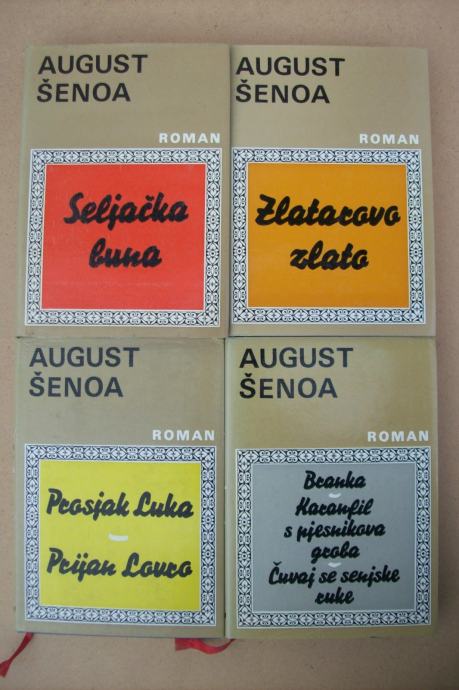 AUGUST
ŠENOA
ROMAN
Seljačka
buna
AUGUST
ŠENOA
ROMAN
Zlatarovo
zlato
AUGUST
ŠENOA
ROMAN
Prosjak Luka
Prijan Lovro
AUGUST
ŠENOA
ROMAN
Branka
Karanfil
s pjesnikova
groba
Čuvaj se senjske
ruke